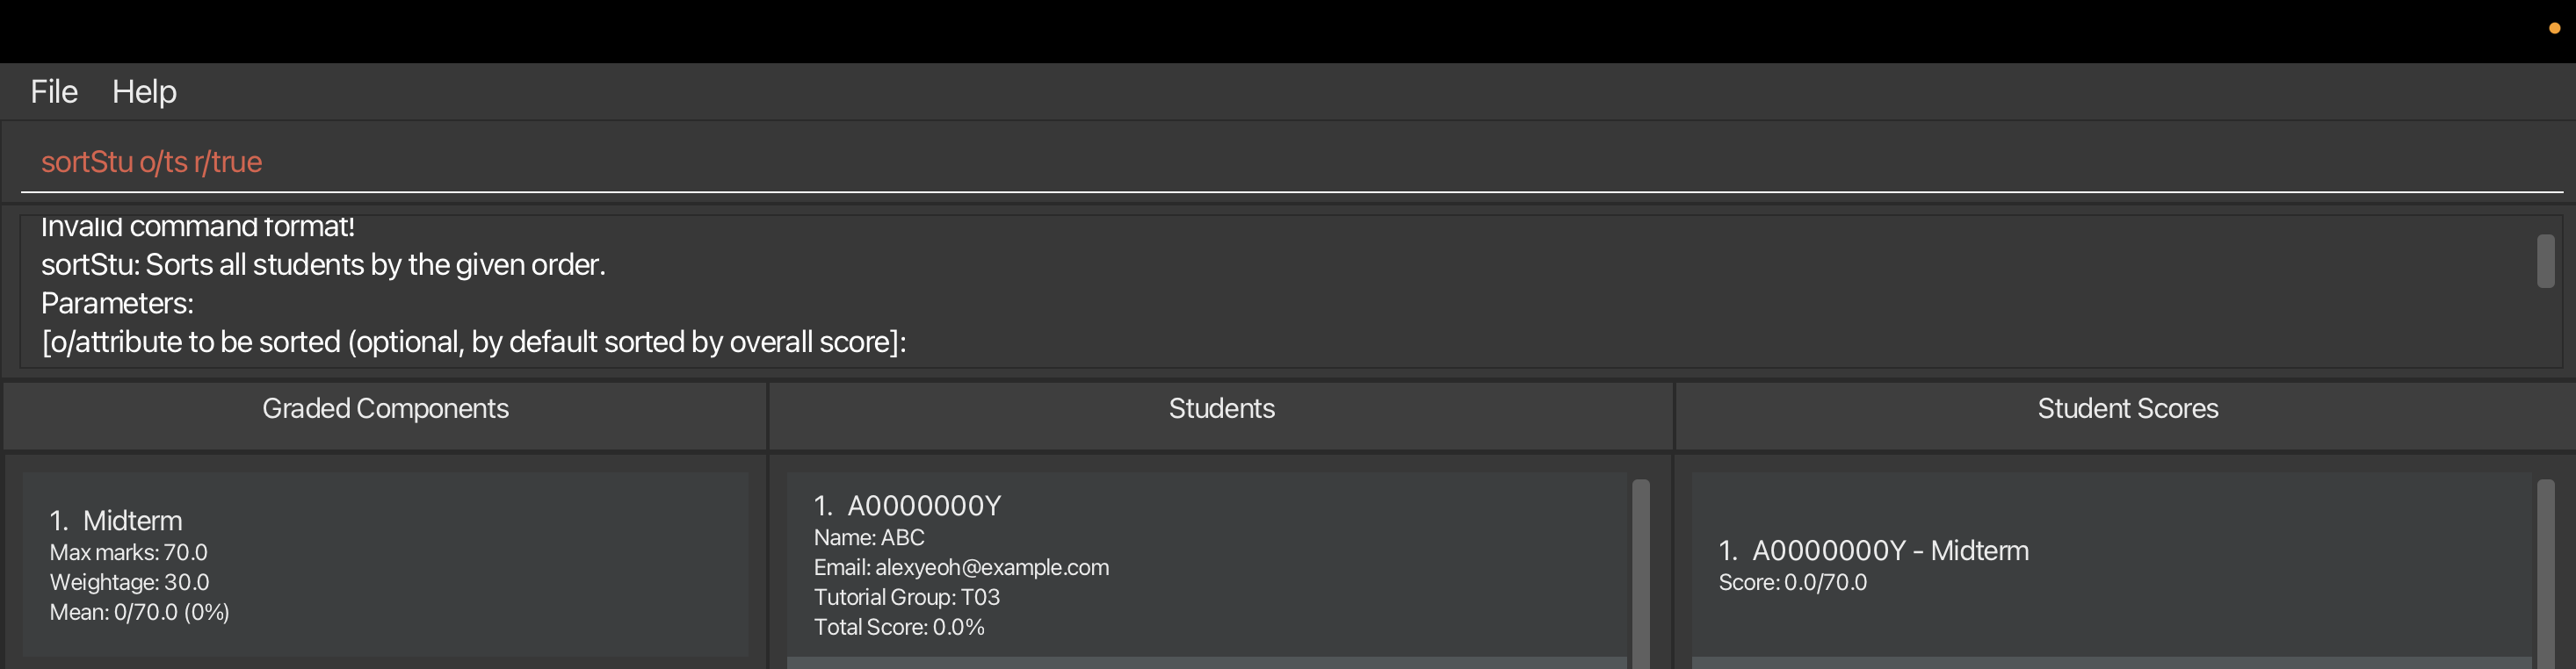 File Help
sortStu o/ts r/true
Invalid command format!
sortStu: Sorts all students by the given order.
Parameters:
[o/attribute to be sorted (optional, by default sorted by overall score]:
Graded Components
Students
Student Scores
1. Midterm
Max marks: 70.0
Weightage: 30.0
Mean: 0/70.0 (0%)
1. A0000000Y
Name: ABC
Email: alexyeoh@example.com
Tutorial Group: T03
Total Score: 0.0%
1. A0000000Y - Midterm
Score: 0.0/70.0